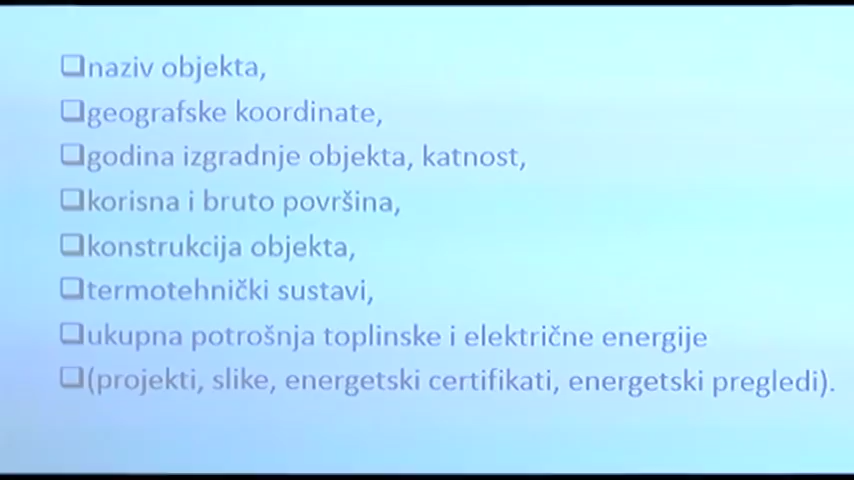 ❑naziv objekta,
❑geografske koordinate,
❑godina izgradnje objekta, katnost,
❑korisna i bruto površina,
❑konstrukcija objekta,
❑termotehnički sustavi,
❑ukupna potrošnja toplinske i električne energije
❑(projekti, slike, energetski certifikati, energetski pregledi).